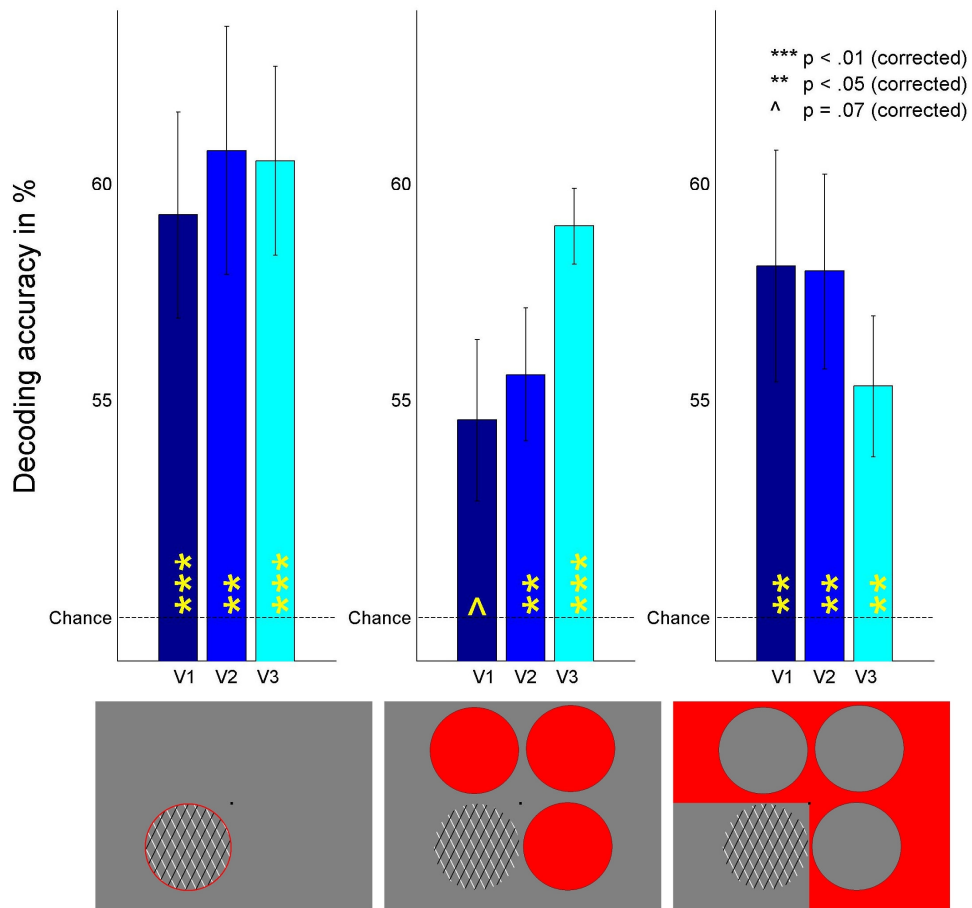 *** p < .01 (corrected)
** p < .05 (corrected)
^ p = .07 (corrected)
Decoding accuracy in %
60
55
Chance
*** ** ***
V1 V2 V3
60
55
Chance
^ ** ***
V1 V2 V3
60
55
Chance
** ** **
V1 V2 V3